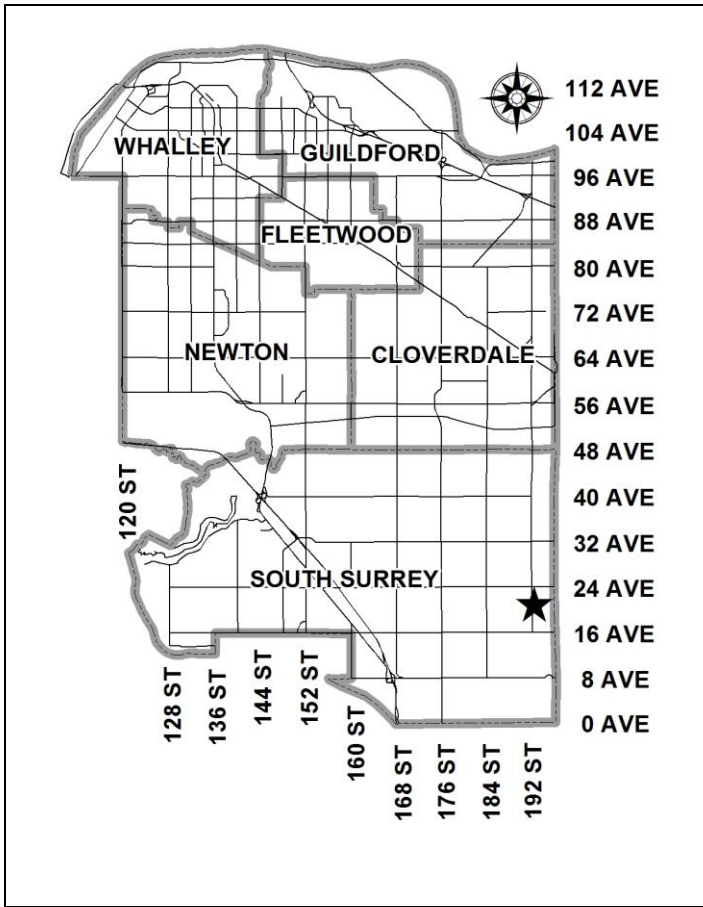 112 AVE
104 AVE
WHALLEY
GUILDFORD
96 AVE
88 AVE
FLEETWOOD
80 AVE
72 AVE
NEWTON
CLOVERDALE
64 AVE
56 AVE
48 AVE
120 ST
40 AVE
32 AVE
SOUTH SURREY
24 AVE
16 AVE
8 AVE
0 AVE
128 ST
136 ST
144 ST
152 ST
160 ST
168 ST
176 ST
184 ST
192 ST